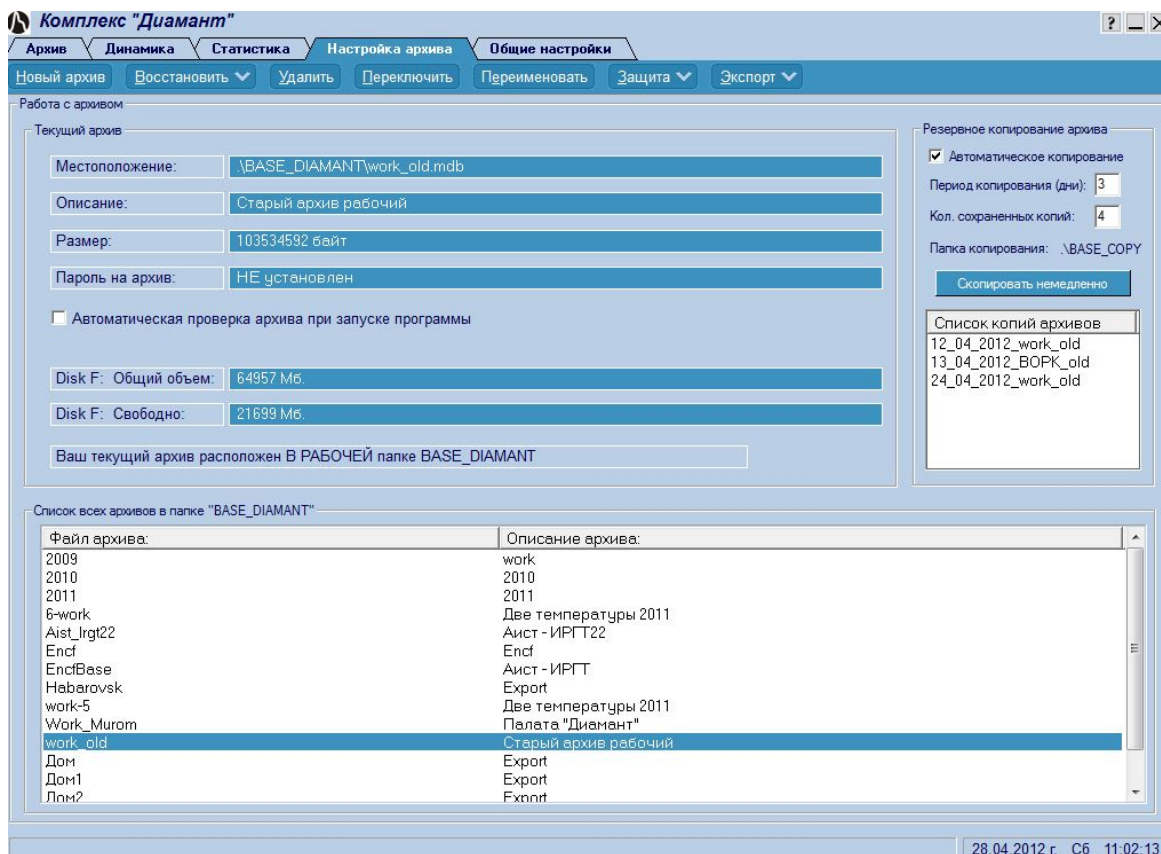 Комплекс "Диамант"
? _ X
Архив Динамика Статистика Настройка архива Общие настройки
Новый архив Восстановить Удалить Переключить Переименовать Защита Экспорт
Работа с архивом
Текущий архив
Местоположение: .\BASE_DIAMANT\work_old.mdb
Описание: Старый архив рабочий
Размер: 103534592 байт
Пароль на архив: НЕ установлен
Автоматическая проверка архива при запуске программы
Disk F: Общий объем: 64957 Мб.
Disk F: Свободно: 21699 Мб.
Ваш текущий архив расположен В РАБОЧЕЙ папке BASE_DIAMANT
Резервное копирование архива
Автоматическое копирование
Период копирования (дни): 3
Кол. сохраненных копий: 4
Папка копирования: .\BASE_COPY
Скопировать немедленно
Список копий архивов
12_04_2012_work_old
13_04_2012_ВОРК_old
24_04_2012_work_old
Список всех архивов в папке "BASE_DIAMANT"
Файл архива: Описание архива:
2009 work
2010 2010
2011 2011
6-work Две температуры 2011
Aist_Irgt22 Аист - ИРГТ22
Encf Encf
EncfBase Аист - ИРГТ
Habarovsk Export
work-5 Две температуры 2011
Work_Murom Палата "Диамант"
work_old Старый архив рабочий
Дом Export
Дом1 Export
Дом2 Export
28.04.2012 г. Сб 11:02:13